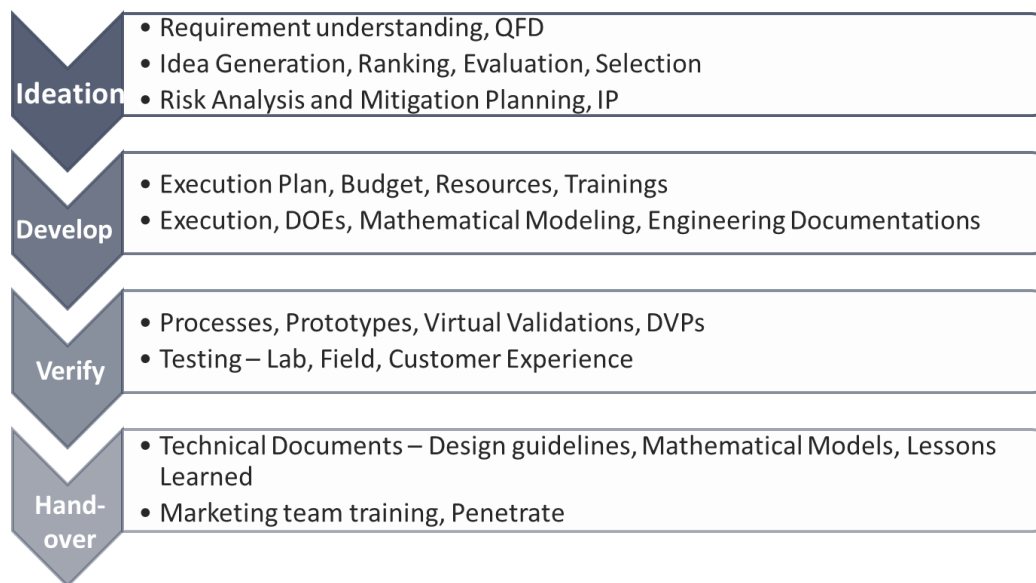 Ideation
• Requirement understanding, QFD
• Idea Generation, Ranking, Evaluation, Selection
• Risk Analysis and Mitigation Planning, IP
Develop
• Execution Plan, Budget, Resources, Trainings
• Execution, DOEs, Mathematical Modeling, Engineering Documentations
Verify
• Processes, Prototypes, Virtual Validations, DVPs
• Testing – Lab, Field, Customer Experience
Hand-
over
• Technical Documents – Design guidelines, Mathematical Models, Lessons
Learned
• Marketing team training, Penetrate